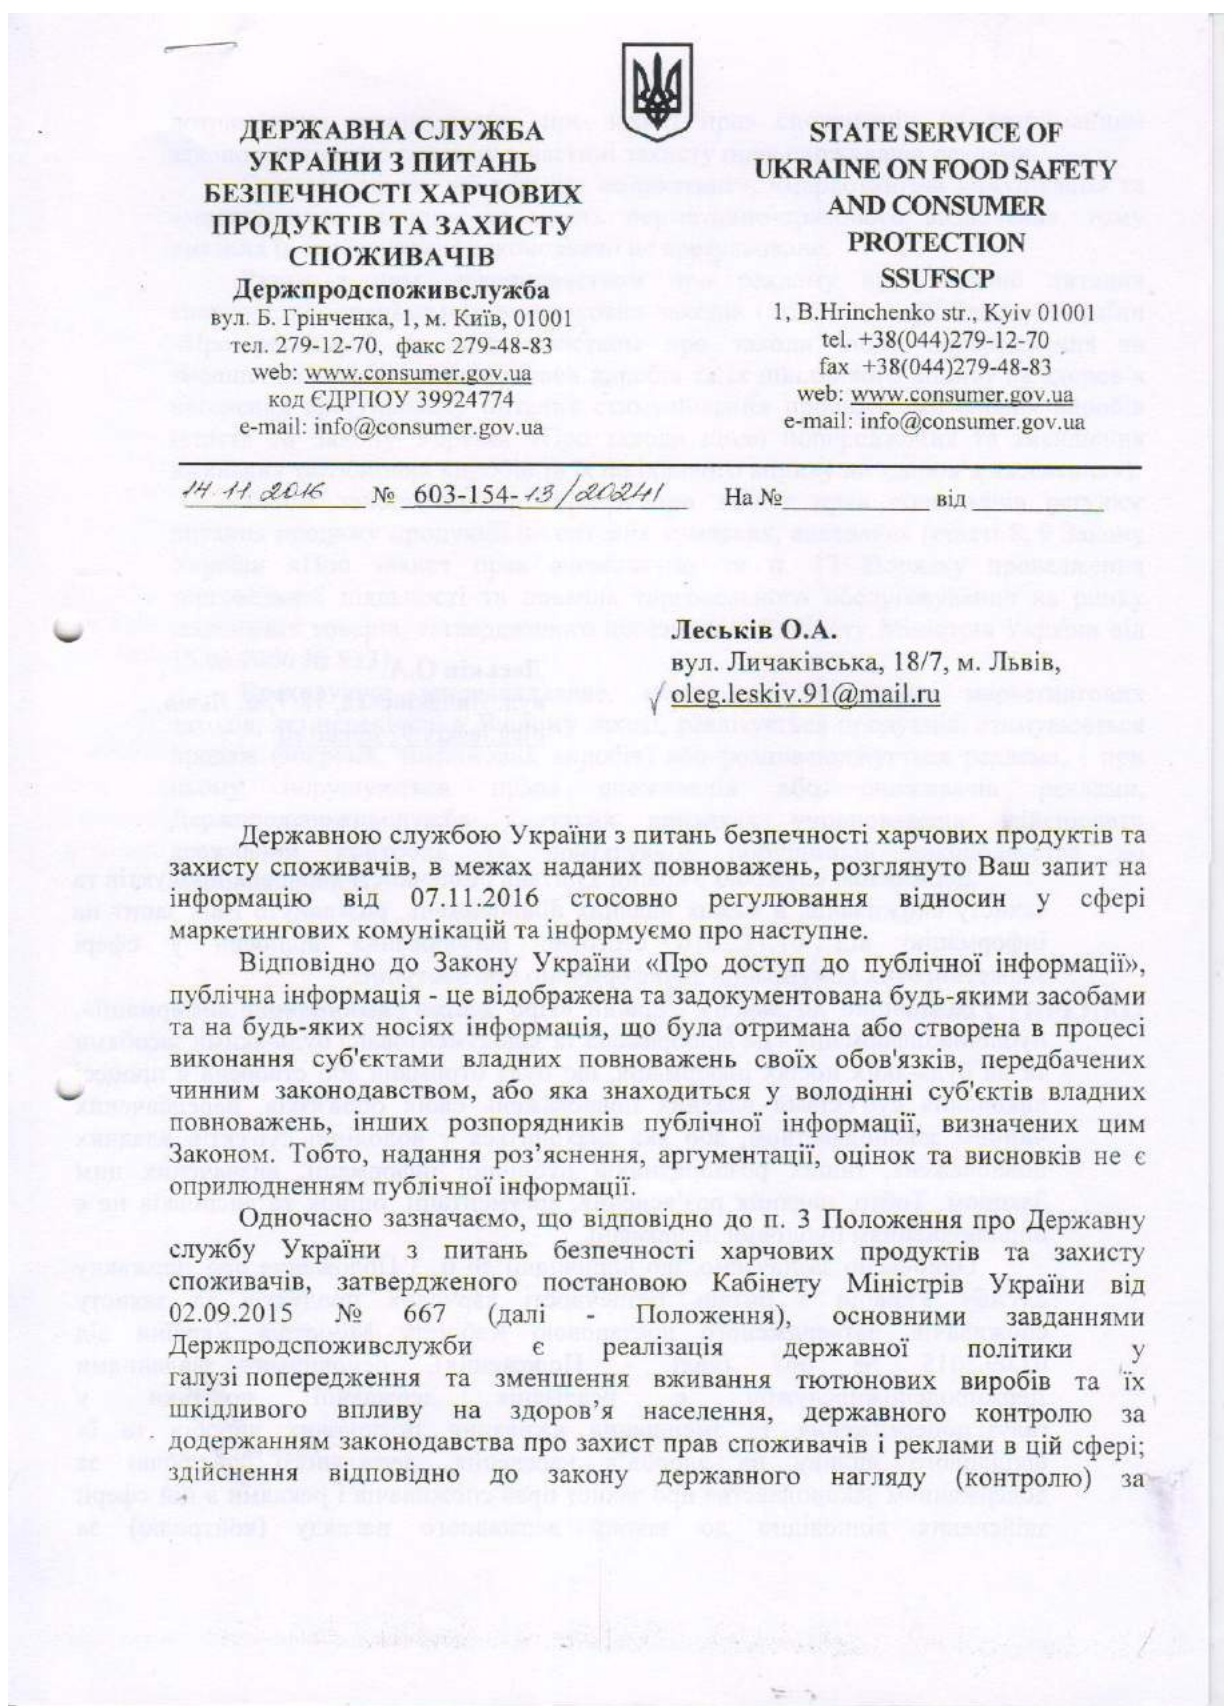 ДЕРЖАВНА СЛУЖБА
УКРАЇНИ З ПИТАНЬ
БЕЗПЕЧНОСТІ ХАРЧОВИХ
ПРОДУКТІВ ТА ЗАХИСТУ
СПОЖИВАЧІВ
Держпродспоживслужба
вул. Б. Грінченка, 1, м. Київ, 01001
тел. 279-12-70, факс 279-48-83
web: www.consumer.gov.ua
код ЄДРПОУ 39924774
e-mail: info@consumer.gov.ua
STATE SERVICE OF
UKRAINE ON FOOD SAFETY
AND CONSUMER
PROTECTION
SSUFSCP
1, B.Hrinchenko str., Kyiv 01001
tel. +38(044)279-12-70
fax +38(044)279-48-83
web: www.consumer.gov.ua
e-mail: info@consumer.gov.ua
14.11.2016 № 603-154-13/20241 На № від
Леськів О.А.
вул. Личаківська, 18/7, м. Львів,
oleg.leskiv.91@mail.ru
Державною службою України з питань безпечності харчових продуктів та
захисту споживачів, в межах наданих повноважень, розглянуто Ваш запит на
інформацію від 07.11.2016 стосовно регулювання відносин у сфері
маркетингових комунікацій та інформуємо про наступне.
Відповідно до Закону України «Про доступ до публічної інформації»,
публічна інформація - це відображена та задокументована будь-якими засобами
та на будь-яких носіях інформація, що була отримана або створена в процесі
виконання суб'єктами владних повноважень своїх обов'язків, передбачених
чинним законодавством, або яка знаходиться у володінні суб'єктів владних
повноважень, інших розпорядників публічної інформації, визначених цим
Законом. Тобто, надання роз’яснення, аргументації, оцінок та висновків не є
оприлюдненням публічної інформації.
Одночасно зазначаємо, що відповідно до п. 3 Положення про Державну
службу України з питань безпечності харчових продуктів та захисту
споживачів, затвердженого постановою Кабінету Міністрів України від
02.09.2015 № 667 (далі - Положення), основними завданнями
Держпродспоживслужби є реалізація державної політики у
галузі попередження та зменшення вживання тютюнових виробів та їх
шкідливого впливу на здоров’я населення, державного контролю за
додержанням законодавства про захист прав споживачів і реклами в цій сфері;
здійснення відповідно до закону державного нагляду (контролю) за